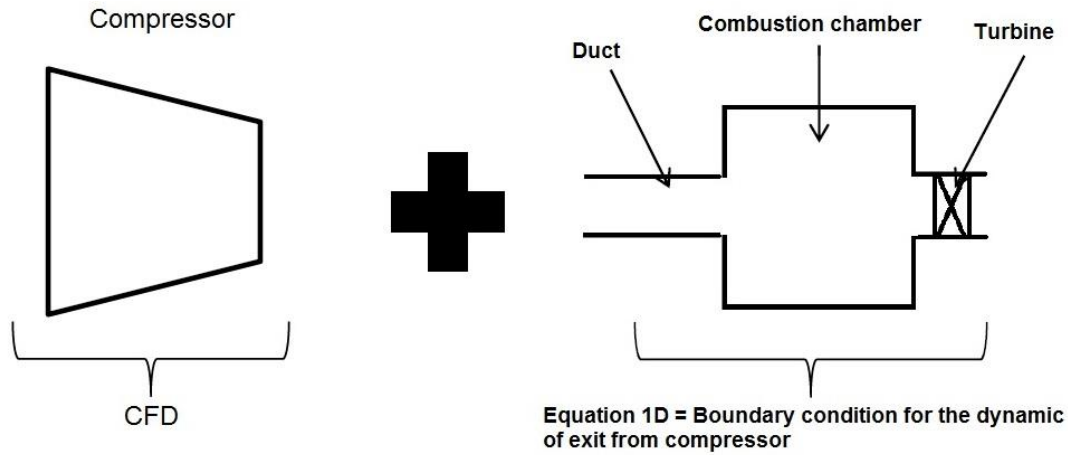 Compressor
Combustion chamber
Turbine
Duct
CFD
Equation 1D = Boundary condition for the dynamic
of exit from compressor